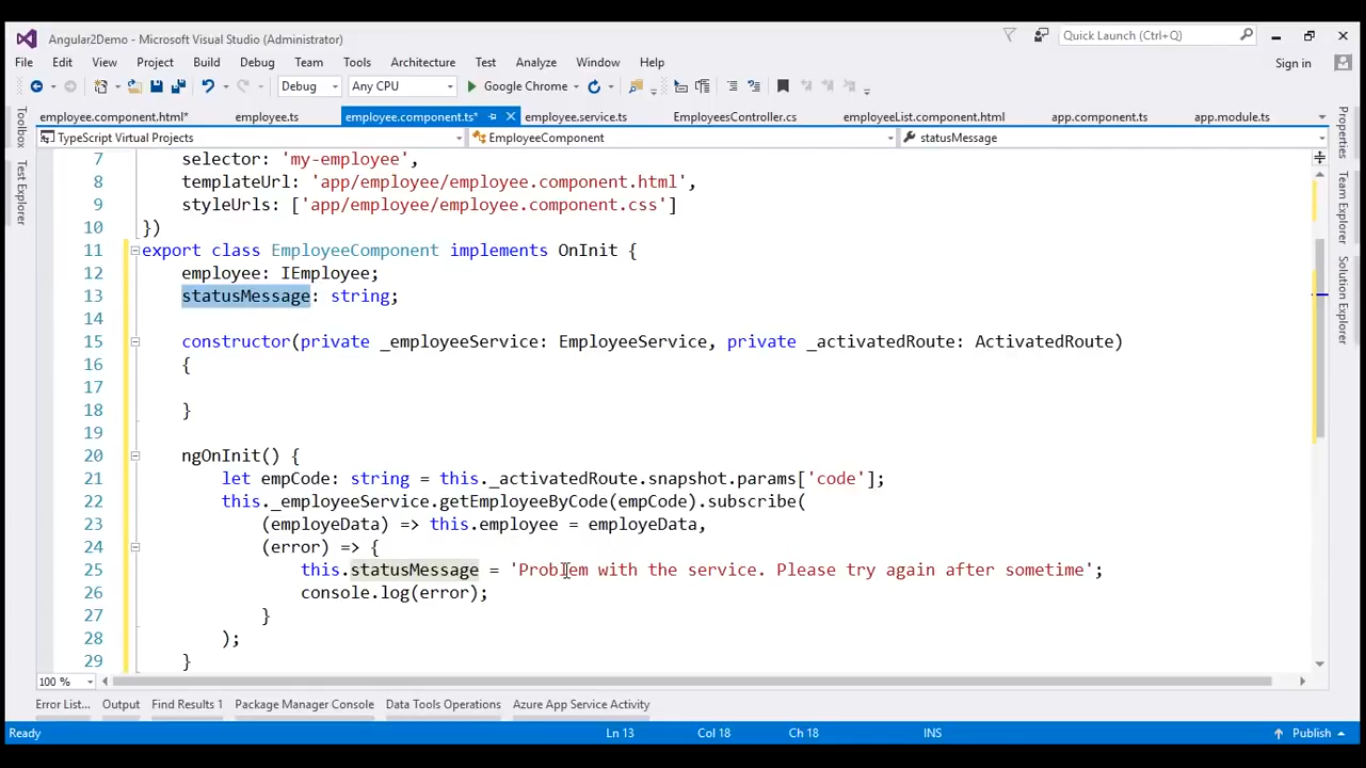 Angular2Demo - Microsoft Visual Studio (Administrator)
Quick Launch (Ctrl+Q)
File Edit View Project Build Debug Team Tools Architecture Test Analyze Window Help
Sign in
Debug Any CPU Google Chrome
employee.component.html* employee.ts employee.component.ts* employee.service.ts EmployeesController.cs employeeList.component.html app.component.ts app.module.ts
TypeScript Virtual Projects EmployeeComponent statusMessage
Toolbox
Test Explorer
7 selector: 'my-employee',
8 templateUrl: 'app/employee/employee.component.html',
9 styleUrls: ['app/employee/employee.component.css']
10 })
11 export class EmployeeComponent implements OnInit {
12 employee: IEmployee;
13 statusMessage: string;
14
15 constructor(private _employeeService: EmployeeService, private _activatedRoute: ActivatedRoute)
16 {
17
18 }
19
20 ngOnInit() {
21 let empCode: string = this._activatedRoute.snapshot.params['code'];
22 this._employeeService.getEmployeeByCode(empCode).subscribe(
23 (employeData) => this.employee = employeData,
24 (error) => {
25 this.statusMessage = 'Problem with the service. Please try again after sometime';
26 console.log(error);
27 }
28 );
29 }
Properties
Team Explorer
Solution Explorer
100 %
Error List... Output Find Results 1 Package Manager Console Data Tools Operations Azure App Service Activity
Ready Ln 13 Col 18 Ch 18 INS Publish